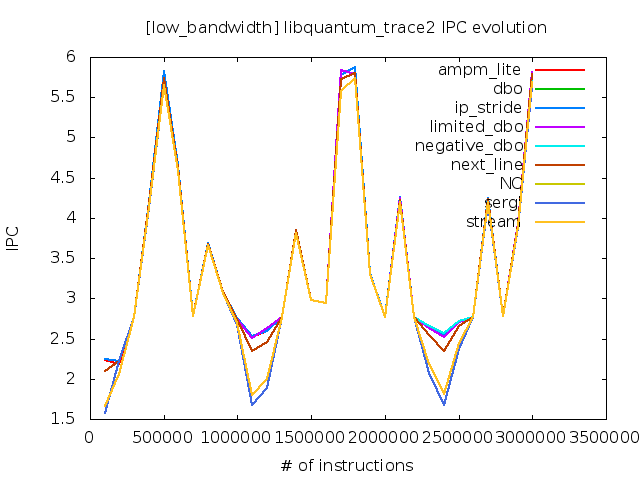 [low_bandwidth] libquantum_trace2 IPC evolution
6
5.5
5
4.5
4
3.5
3
2.5
2
1.5
IPC
ampm_lite
dbo
ip_stride
limited_dbo
negative_dbo
next_line
NO
serg
stream
0 500000 1000000 1500000 2000000 2500000 3000000 3500000
# of instructions